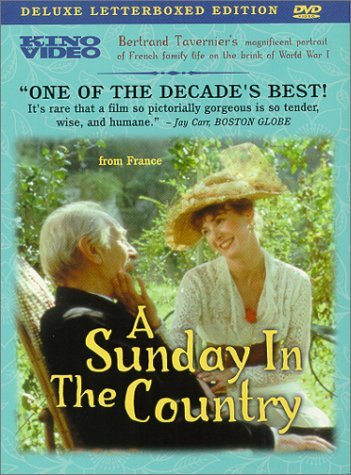 DELUXE LETTERBOXED EDITION DVD VIDEO
KINO VIDEO
Bertrand Tavernier's magnificent portrait
of French family life on the brink of World War I
“ONE OF THE DECADE'S BEST!
It's rare that a film so pictorially gorgeous is so tender,
wise, and humane.” – Jay Carr, BOSTON GLOBE
from France
A
Sunday In
The Country